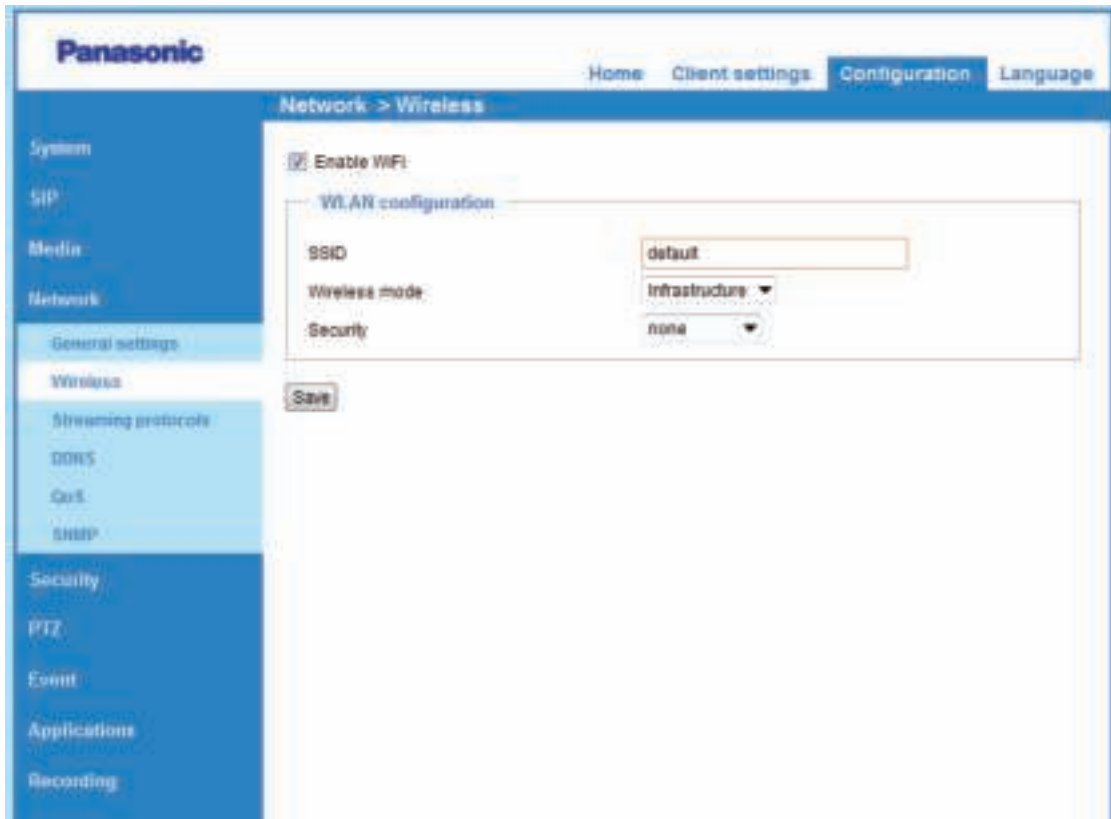 Panasonic
Home Client settings Configuration Language
Network > Wireless
System
SIP
Media
Network
General settings
Wireless
Streaming protocols
DDNS
QoS
SNMP
Security
PTZ
Event
Applications
Recording
Enable WiFi
WLAN configuration
SSID default
Wireless mode Infrastructure
Security none
Save